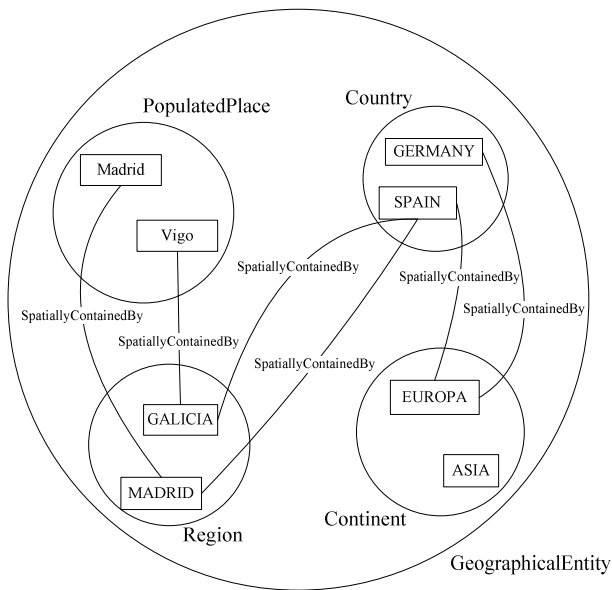 Country
PopulatedPlace
GERMANY
Madrid
SPAIN
Vigo
SpatiallyContainedBy
SpatiallyContainedBy
SpatiallyContainedBy
SpatiallyContainedBy
SpatiallyContainedBy
SpatiallyContainedBy
EUROPA
GALICIA
ASIA
MADRID
Continent
Region
GeographicalEntity